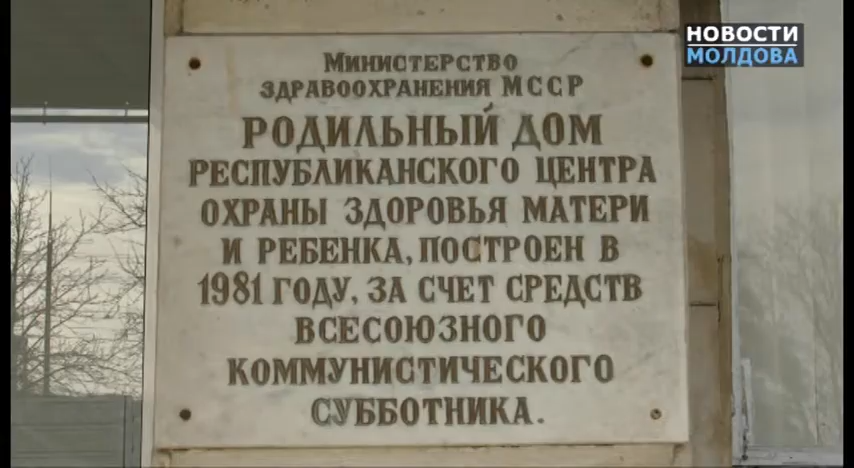 НОВОСТИ
МОЛДОВА
Министерство
здравоохранения МССР
РОДИЛЬНЫЙ ДОМ
РЕСПУБЛИКАНСКОГО ЦЕНТРА
ОХРАНЫ ЗДОРОВЬЯ МАТЕРИ
И РЕБЕНКА, ПОСТРОЕН В
1981 ГОДУ, ЗА СЧЕТ СРЕДСТВ
ВСЕСОЮЗНОГО
КОММУНИСТИЧЕСКОГО
СУББОТНИКА.